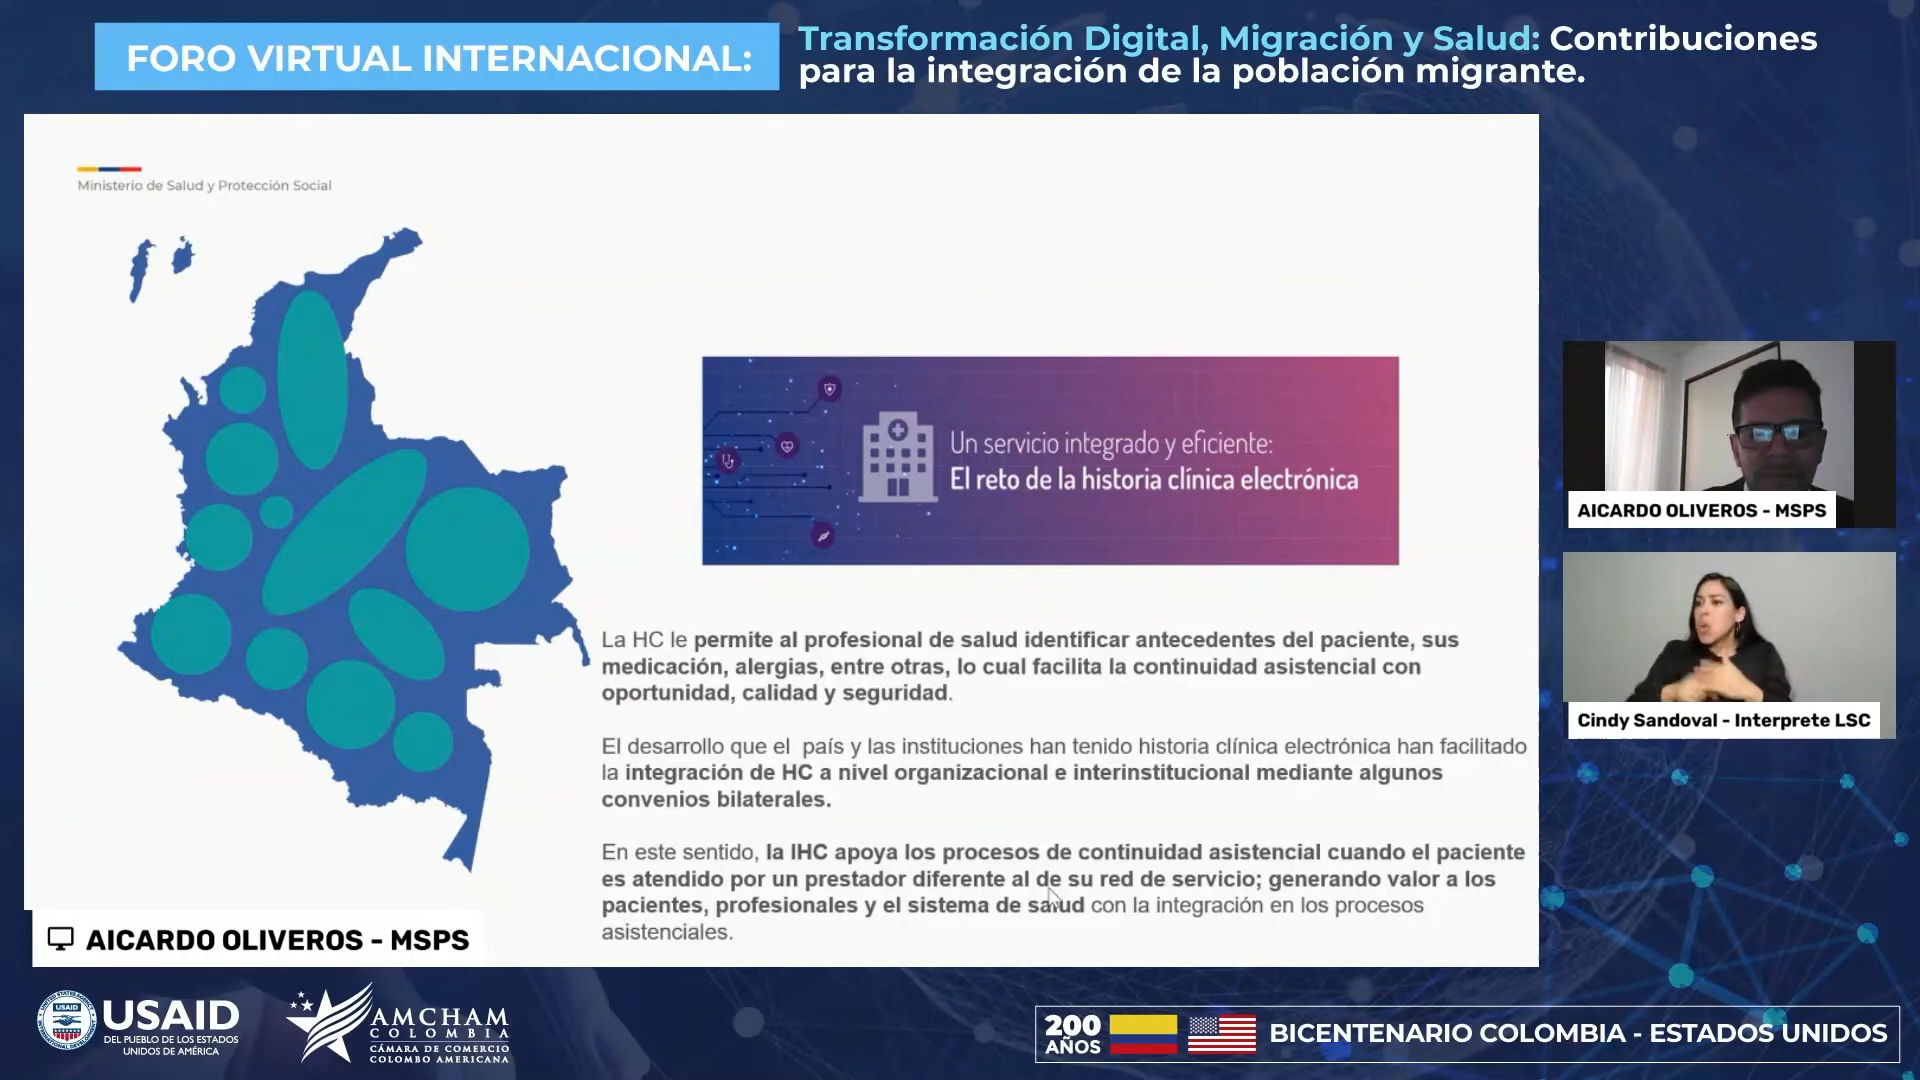 FORO VIRTUAL INTERNACIONAL:
Transformación Digital, Migración y Salud: Contribuciones
para la integración de la población migrante.
Ministerio de Salud y Protección Social
Un servicio integrado y eficiente:
El reto de la historia clínica electrónica
La HC le permite al profesional de salud identificar antecedentes del paciente, sus
medicación, alergias, entre otras, lo cual facilita la continuidad asistencial con
oportunidad, calidad y seguridad.
El desarrollo que el  país y las instituciones han tenido historia clínica electrónica han facilitado
la integración de HC a nivel organizacional e interinstitucional mediante algunos
convenios bilaterales.
En este sentido, la IHC apoya los procesos de continuidad asistencial cuando el paciente
es atendido por un prestador diferente al de su red de servicio; generando valor a los
pacientes, profesionales y el sistema de salud con la integración en los procesos
asistenciales.
AICARDO OLIVEROS - MSPS
AICARDO OLIVEROS - MSPS
Cindy Sandoval - Interprete LSC
USAID
USAID
DEL PUEBLO DE LOS ESTADOS
UNIDOS DE AMÉRICA
AMCHAM
COLOMBIA
CÁMARA DE COMERCIO
COLOMBO AMERICANA
200
AÑOS
BICENTENARIO COLOMBIA - ESTADOS UNIDOS